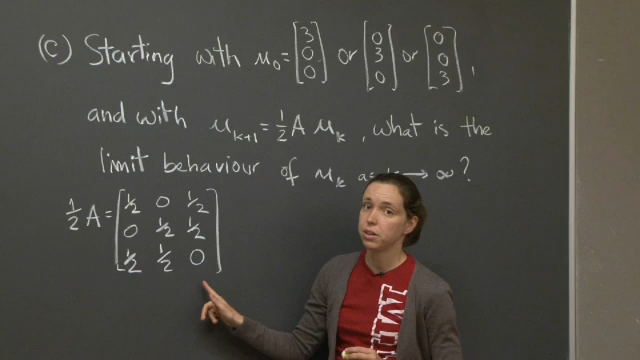 (c) Starting with u₀ = [3 0 0] or [0 3 0] or [0 0 3],
and with u_{k+1} = ½ A u_k, what is the
limit behaviour of u_k a → ∞?
½ A = [½ 0 ½
0 ½ ½
½ ½ 0]